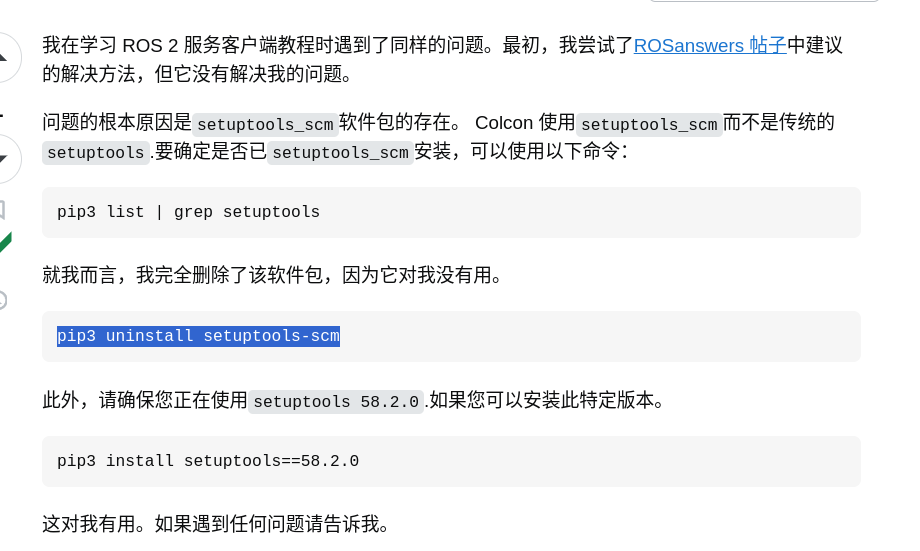 我在学习 ROS 2 服务客户端教程时遇到了同样的问题。最初，我尝试了ROSanswers 帖子中建议
的解决方法，但它没有解决我的问题。
问题的根本原因是setuptools_scm软件包的存在。 Colcon 使用setuptools_scm而不是传统的
setuptools.要确定是否已setuptools_scm安装，可以使用以下命令：
pip3 list | grep setuptools
就我而言，我完全删除了该软件包，因为它对我没有用。
pip3 uninstall setuptools-scm
此外，请确保您正在使用setuptools 58.2.0.如果您可以安装此特定版本。
pip3 install setuptools==58.2.0
这对我有用。如果遇到任何问题请告诉我。